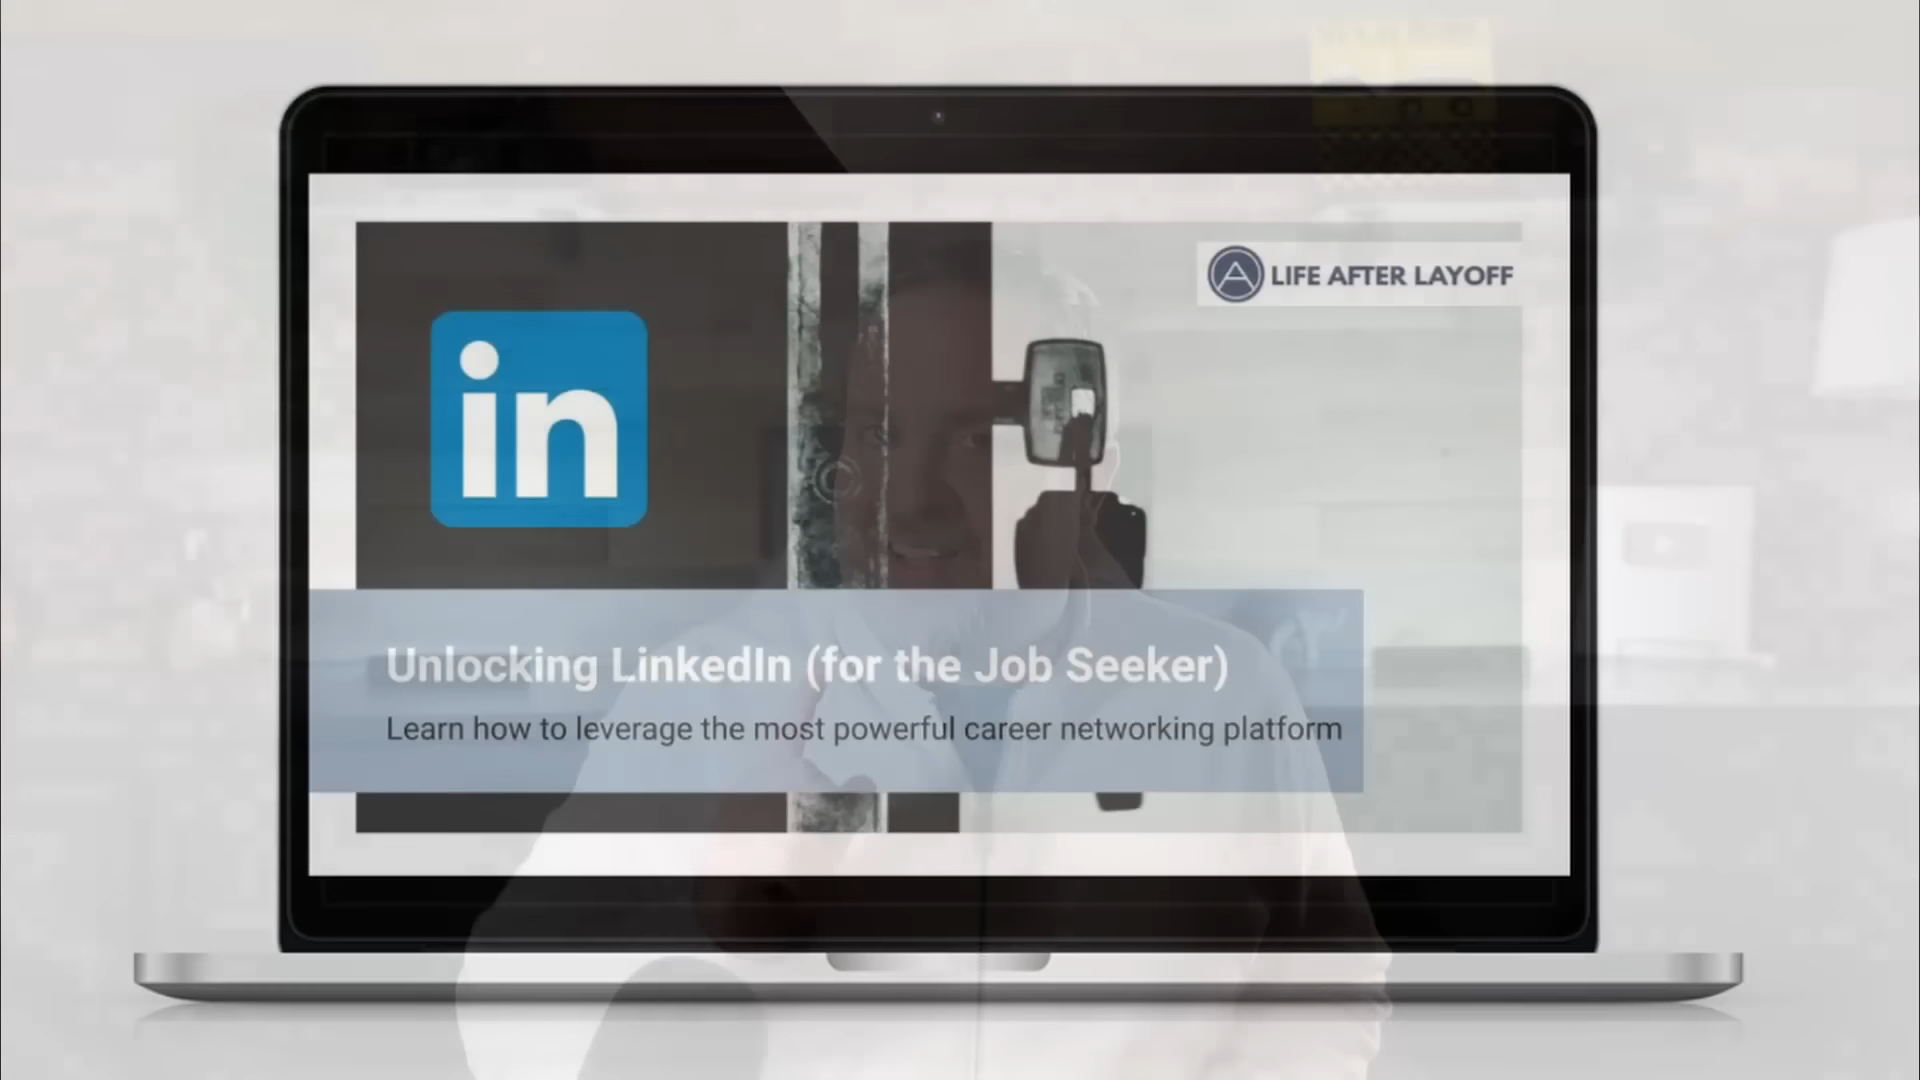 LIFE AFTER LAYOFF
in
Unlocking LinkedIn (for the Job Seeker)
Learn how to leverage the most powerful career networking platform